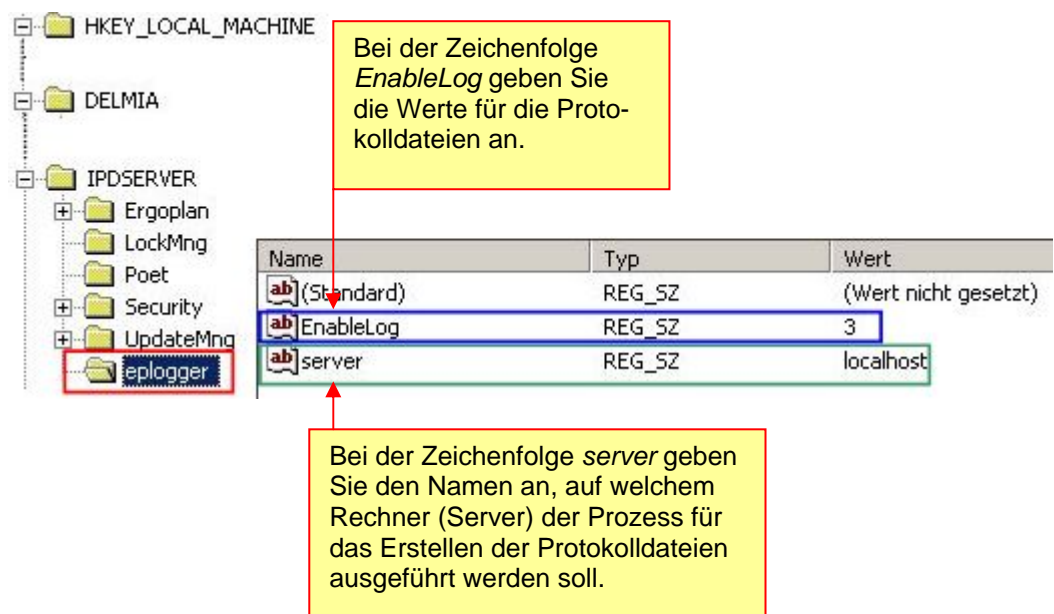 HKEY_LOCAL_MACHINE
Bei der Zeichenfolge
EnableLog geben Sie
die Werte für die Proto-
kolldateien an.
DELMIA
IPDSERVER
Ergoplan
LockMng
Poet
Security
UpdateMng
eplogger
Name Typ Wert
(Standard) REG_SZ (Wert nicht gesetzt)
EnableLog REG_SZ 3
server REG_SZ localhost
Bei der Zeichenfolge server geben
Sie den Namen an, auf welchem
Rechner (Server) der Prozess für
das Erstellen der Protokolldateien
ausgeführt werden soll.